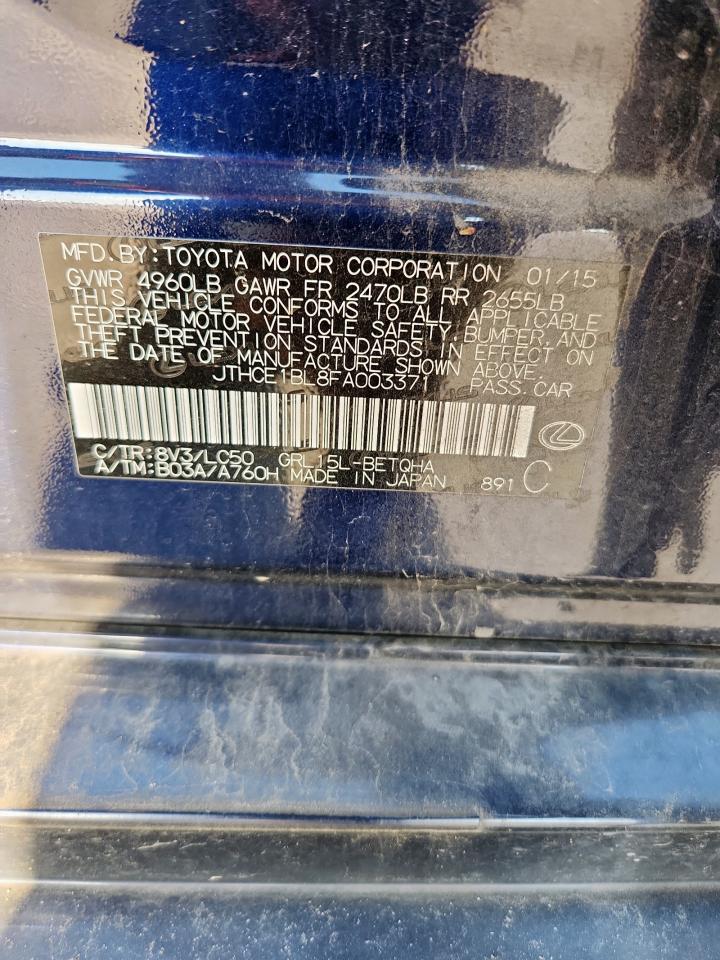 MFD.BY:TOYOTA MOTOR CORPORATION 01/15
GVWR 4960LB GAWR FR 2470LB RR 2655LB
THIS VEHICLE CONFORMS TO ALL APPLICABLE
FEDERAL MOTOR VEHICLE SAFETY,BUMPER,AND
THEFT PREVENTION STANDARDS IN EFFECT ON
THE DATE OF MANUFACTURE SHOWN ABOVE.
JTHCE1BL8FA003371 PASS.CAR
C/TR:8V3/LC50 GRL15L-BETQHA
A/TM:B03A/A760H MADE IN JAPAN 891 C